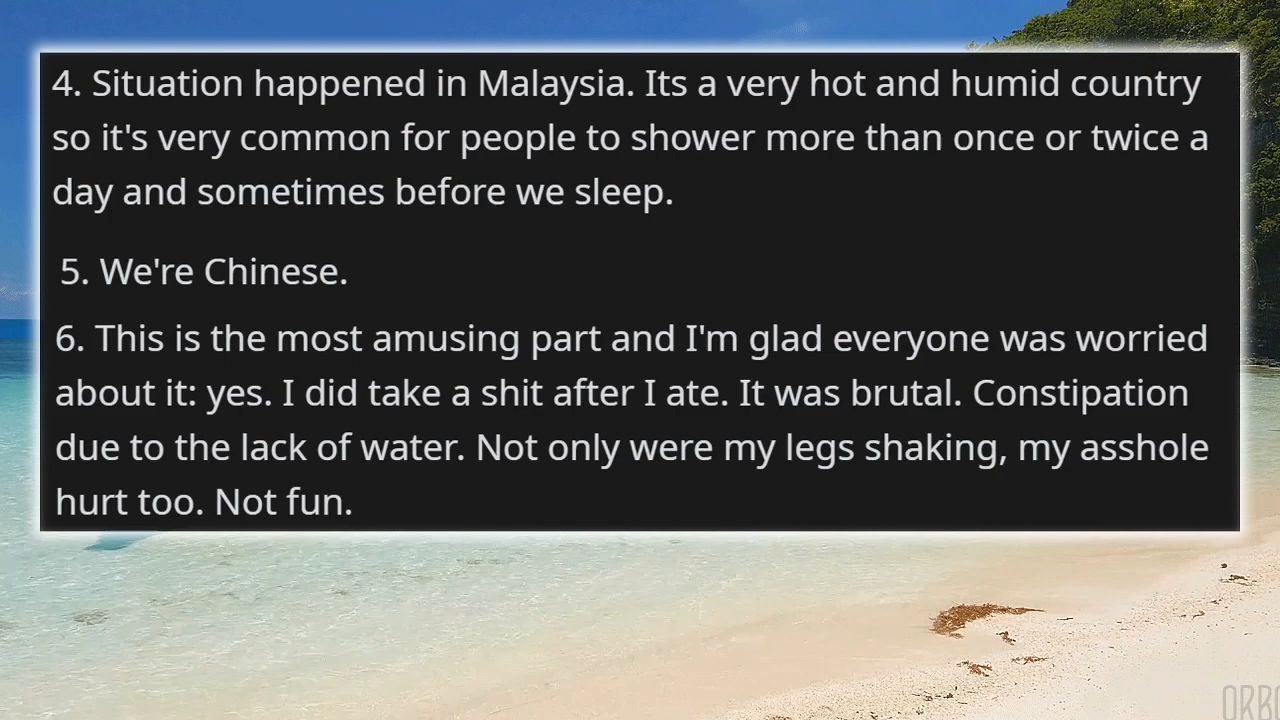 4. Situation happened in Malaysia. Its a very hot and humid country
so it's very common for people to shower more than once or twice a
day and sometimes before we sleep.
5. We're Chinese.
6. This is the most amusing part and I'm glad everyone was worried
about it: yes. I did take a shit after I ate. It was brutal. Constipation
due to the lack of water. Not only were my legs shaking, my asshole
hurt too. Not fun.